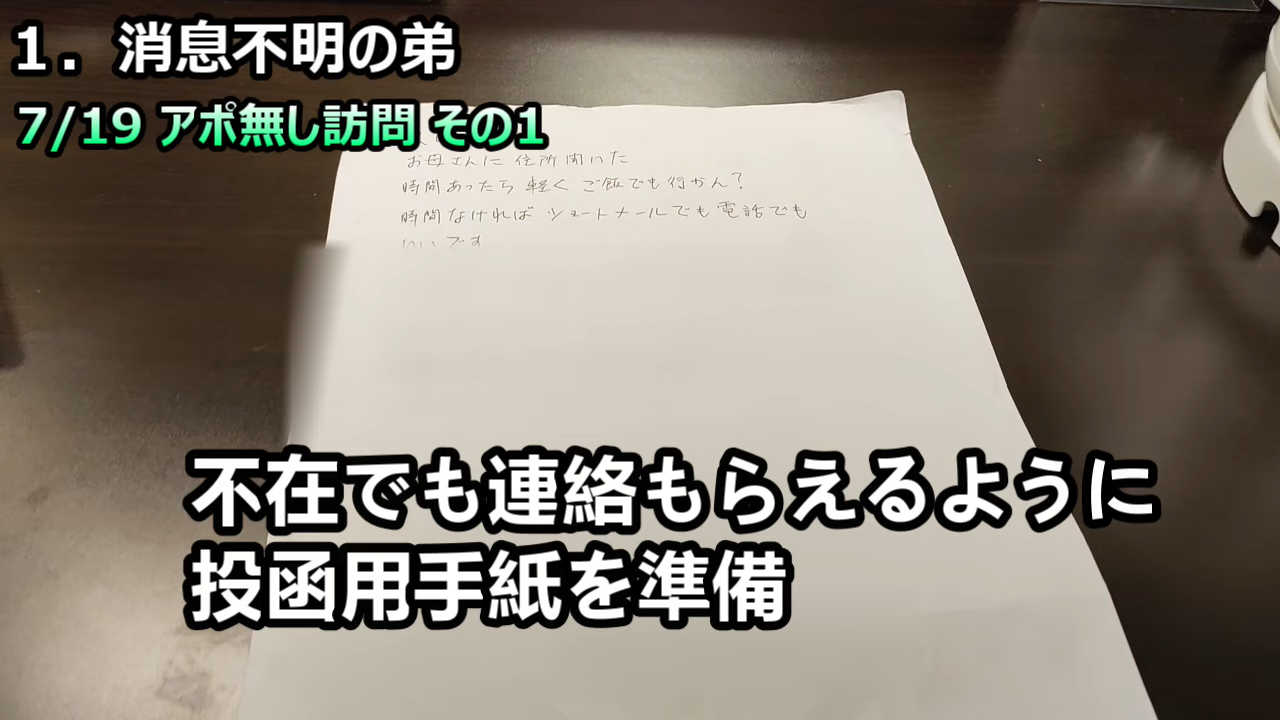 1．消息不明の弟
7/19 アポ無し訪問 その1
お母さんに 住所聞いた
時間あったら 軽く ご飯でも行かん？
時間なければ ショートメールでも 電話でも
いいです
不在でも連絡もらえるように
投函用手紙を準備